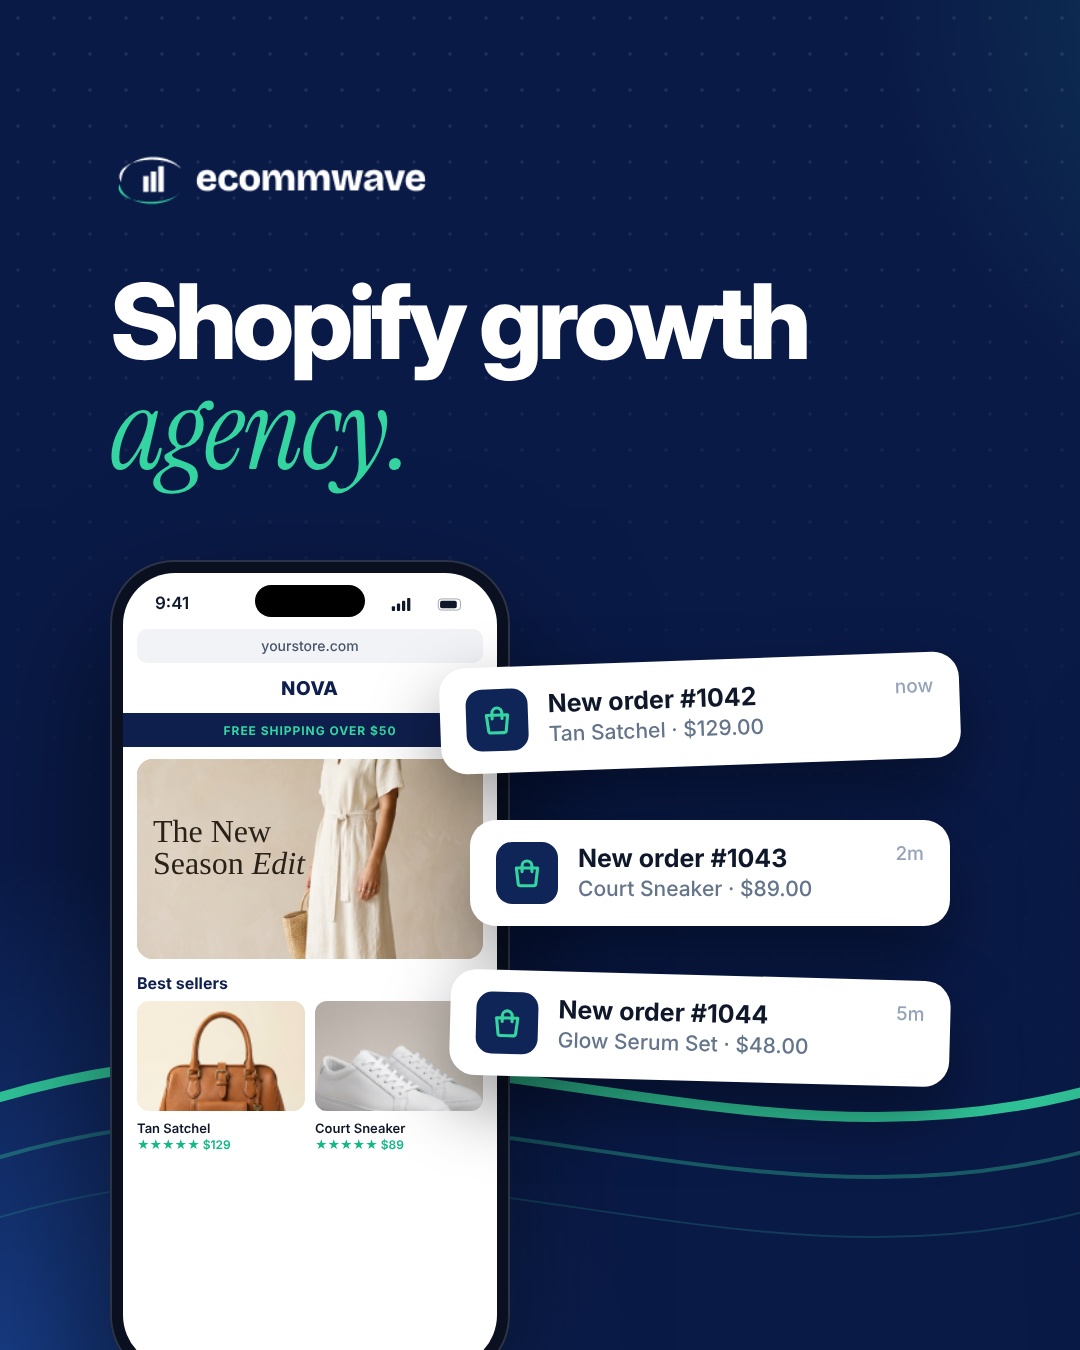 ecommwave
Shopify growth
agency.
9:41
yourstore.com
NOVA
FREE SHIPPING OVER $50
The New
Season Edit
Best sellers
Tan Satchel
★★★★★ $129
Court Sneaker
★★★★★ $89
New order #1042
now
Tan Satchel · $129.00
New order #1043
2m
Court Sneaker · $89.00
New order #1044
5m
Glow Serum Set · $48.00